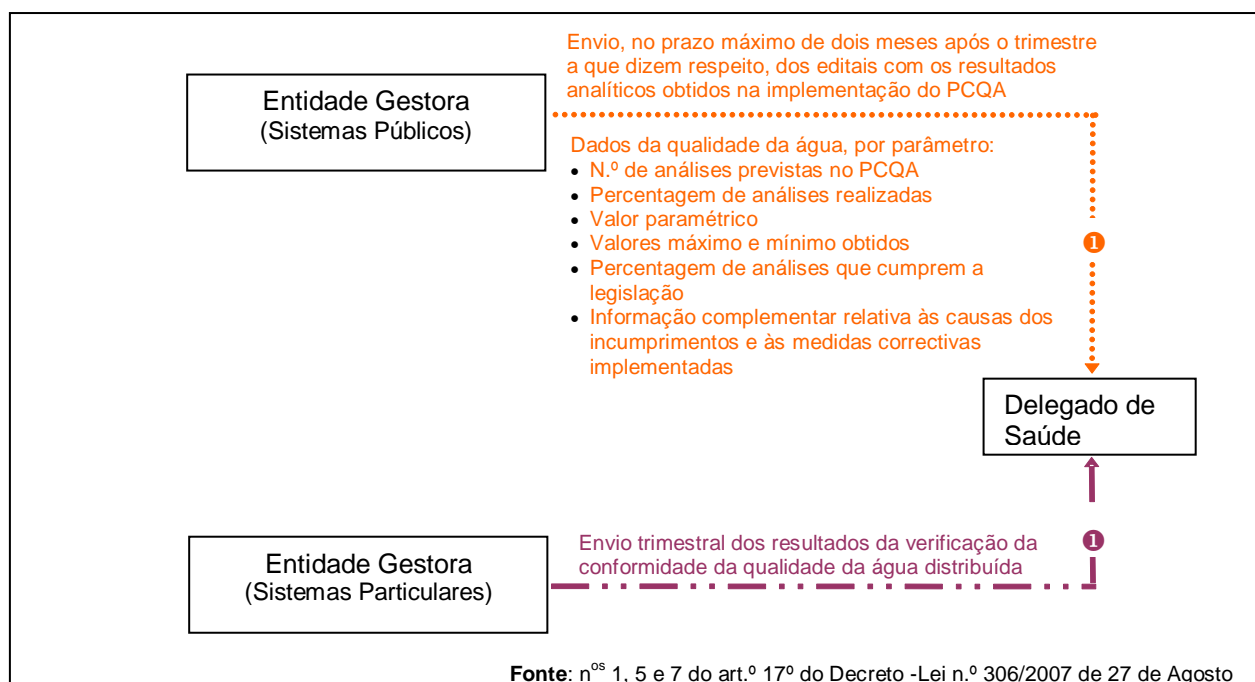 Envio, no prazo máximo de dois meses após o trimestre
a que dizem respeito, dos editais com os resultados
analíticos obtidos na implementação do PCQA
Entidade Gestora
(Sistemas Públicos)
Dados da qualidade da água, por parâmetro:
• N.º de análises previstas no PCQA
• Percentagem de análises realizadas
• Valor paramétrico
• Valores máximo e mínimo obtidos
• Percentagem de análises que cumprem a
legislação
• Informação complementar relativa às causas dos
incumprimentos e às medidas correctivas
implementadas
❶
Delegado de
Saúde
Entidade Gestora
(Sistemas Particulares)
Envio trimestral dos resultados da verificação da
conformidade da qualidade da água distribuída
❶
Fonte: nos 1, 5 e 7 do art.º 17º do Decreto -Lei n.º 306/2007 de 27 de Agosto